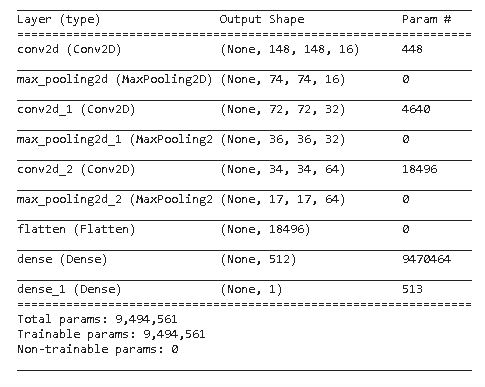 Layer (type) Output Shape Param #
=================================================================
conv2d (Conv2D) (None, 148, 148, 16) 448
max_pooling2d (MaxPooling2D) (None, 74, 74, 16) 0
conv2d_1 (Conv2D) (None, 72, 72, 32) 4640
max_pooling2d_1 (MaxPooling2 (None, 36, 36, 32) 0
conv2d_2 (Conv2D) (None, 34, 34, 64) 18496
max_pooling2d_2 (MaxPooling2 (None, 17, 17, 64) 0
flatten (Flatten) (None, 18496) 0
dense (Dense) (None, 512) 9470464
dense_1 (Dense) (None, 1) 513
=================================================================
Total params: 9,494,561
Trainable params: 9,494,561
Non-trainable params: 0